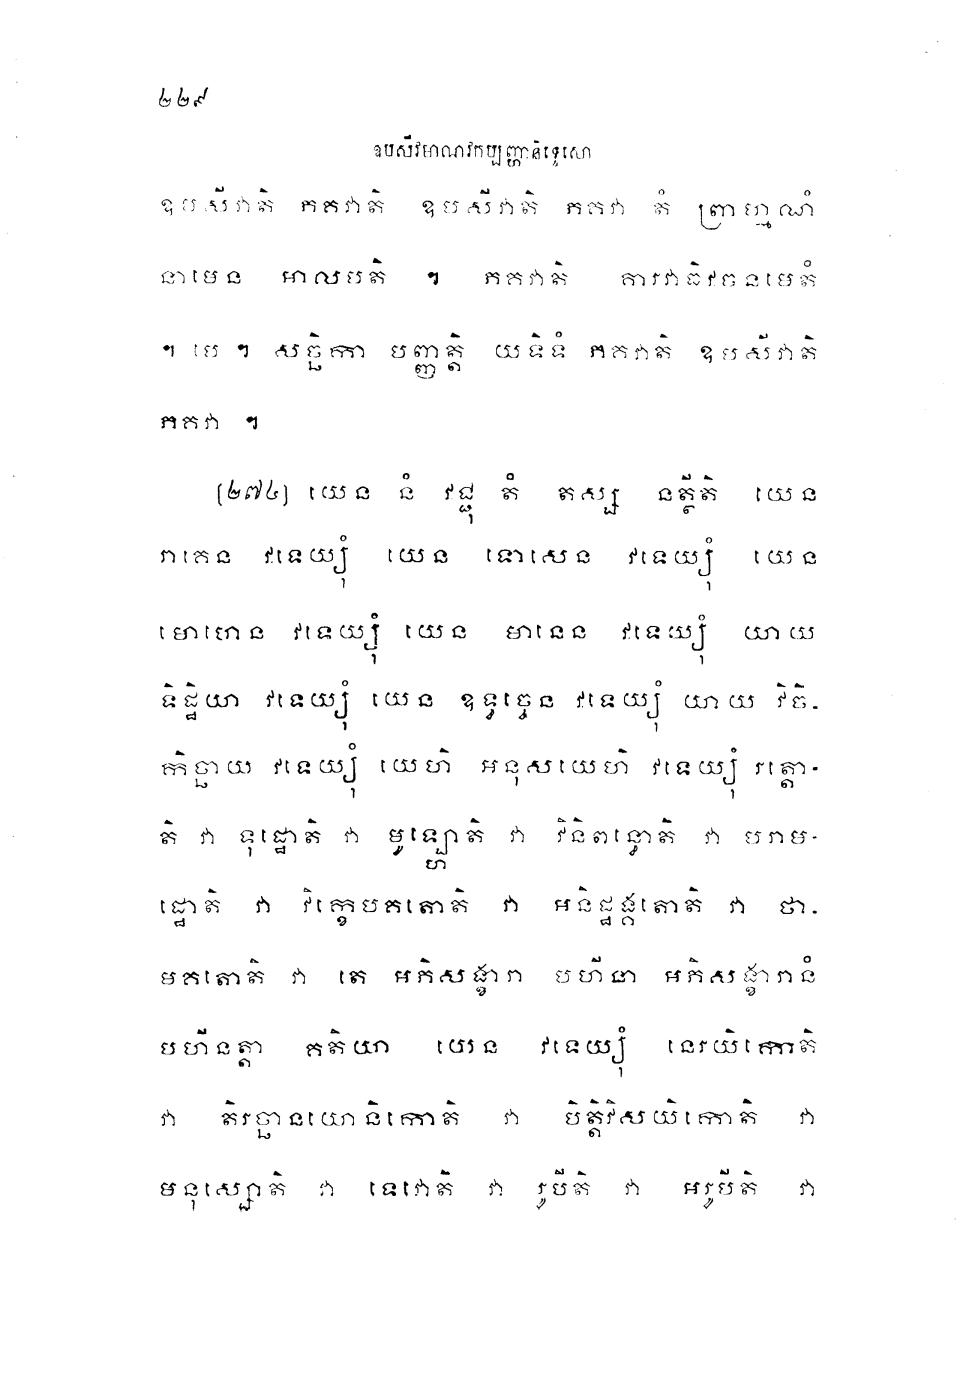 ២២៩
ឧបសីវមាណវកប្បញ្ហានិទ្ទេសោ
ឧបសីវាតិ ភគវាតិ ឧបសីវាតិ ភគវា តំ ព្រាហ្មណំ
នាមេន អាលបតិ ។ ភគវាតិ គារវាធិវចនមេតំ
។ បេ ។ សច្ឆិកា បញ្ញត្តិ យទិទំ ភគវាតិ ឧបសីវាតិ
ភគវា ។
(២៧៤) យេន នំ វជ្ជុ តំ តស្ស នត្ថីតិ យេន
រាគេន វទេយ្យុំ យេន ទោសេន វទេយ្យុំ យេន
មោហេន វទេយ្យុំ យេន មានេន វទេយ្យុំ យាយ
ទិដ្ឋិយា វទេយ្យុំ យេន ឧទ្ធច្ចេន វទេយ្យុំ យាយ វិចិ-
កិច្ឆាយ វទេយ្យុំ យេហិ អនុសយេហិ វទេយ្យុំ រត្តោ-
តិ វា ទុដ្ឋោតិ វា មូឡ្ហោតិ វា វិនិពន្ធោតិ វា បរាម-
ដ្ឋោតិ វា វិក្ខេបគតោតិ វា អនិដ្ឋង្គតោតិ វា ថា-
មគតោតិ វា តេ អភិសង្ខារា បហីនា អភិសង្ខារានំ
បហីនត្តា គតិយា យេន វទេយ្យុំ នេរយិកោតិ
វា តិរច្ឆានយោនិកោតិ វា បិត្តិវិសយិកោតិ វា
មនុស្សោតិ វា ទេវោតិ វា រូបីតិ វា អរូបីតិ វា